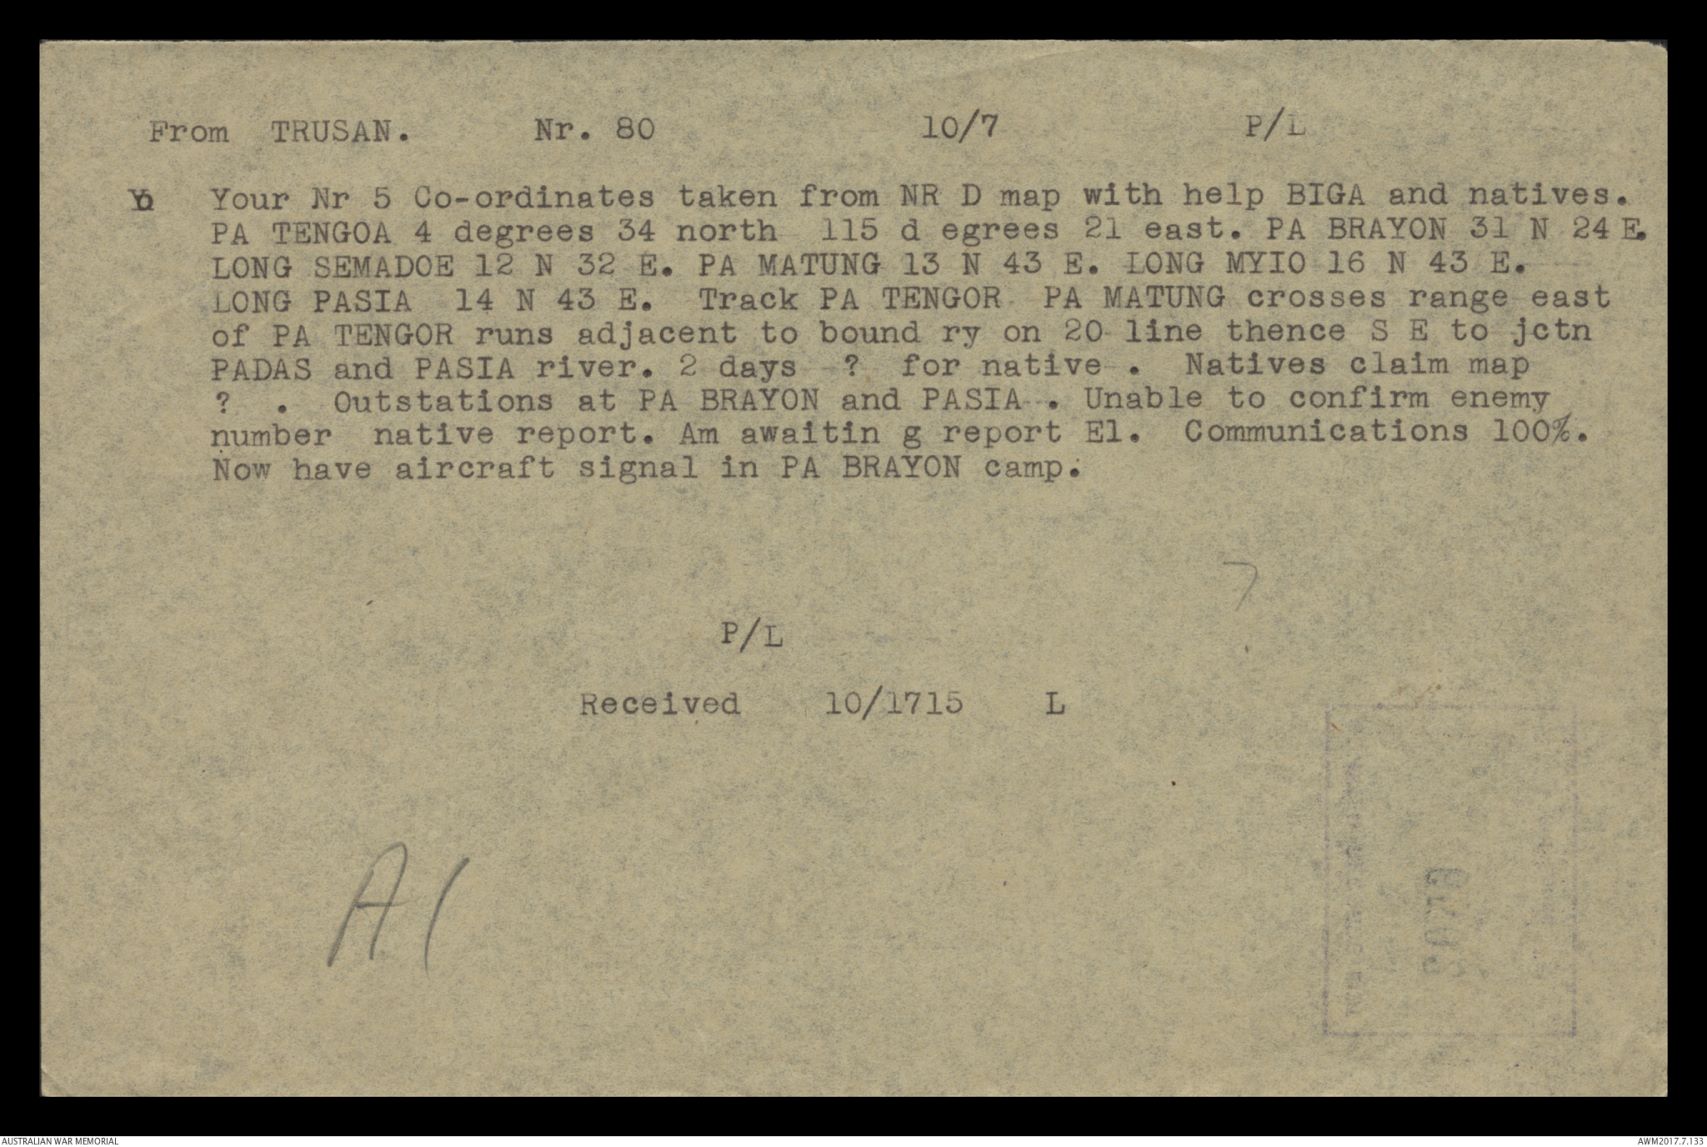 From TRUSAN. Nr. 80 10/7 P/L
Your Nr 5 Co-ordinates taken from NR D map with help BIGA and natives.
PA TENGOA 4 degrees 34 north 115 d egrees 21 east. PA BRAYON 31 N 24 E.
LONG SEMADOE 12 N 32 E. PA MATUNG 13 N 43 E. LONG MYIO 16 N 43 E.
LONG PASIA 14 N 43 E. Track PA TENGOR PA MATUNG crosses range east
of PA TENGOR runs adjacent to bound ry on 20 line thence S E to jctn
PADAS and PASIA river. 2 days ? for native . Natives claim map
? . Outstations at PA BRAYON and PASIA . Unable to confirm enemy
number native report. Am awaitin g report El. Communications 100%.
Now have aircraft signal in PA BRAYON camp.
7
P/L
Received 10/1715 L
A1
AUSTRALIAN WAR MEMORIAL AWM2017.7.133